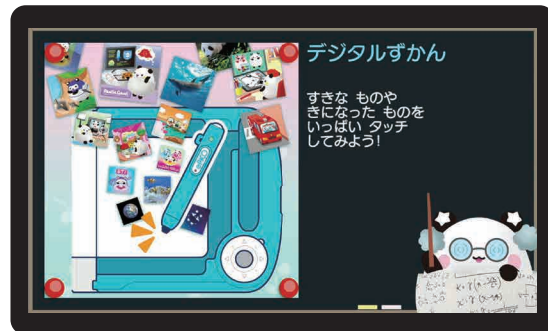 デジタルずかん
すきな ものや
きになった ものを
いっぱい タッチ
してみよう!